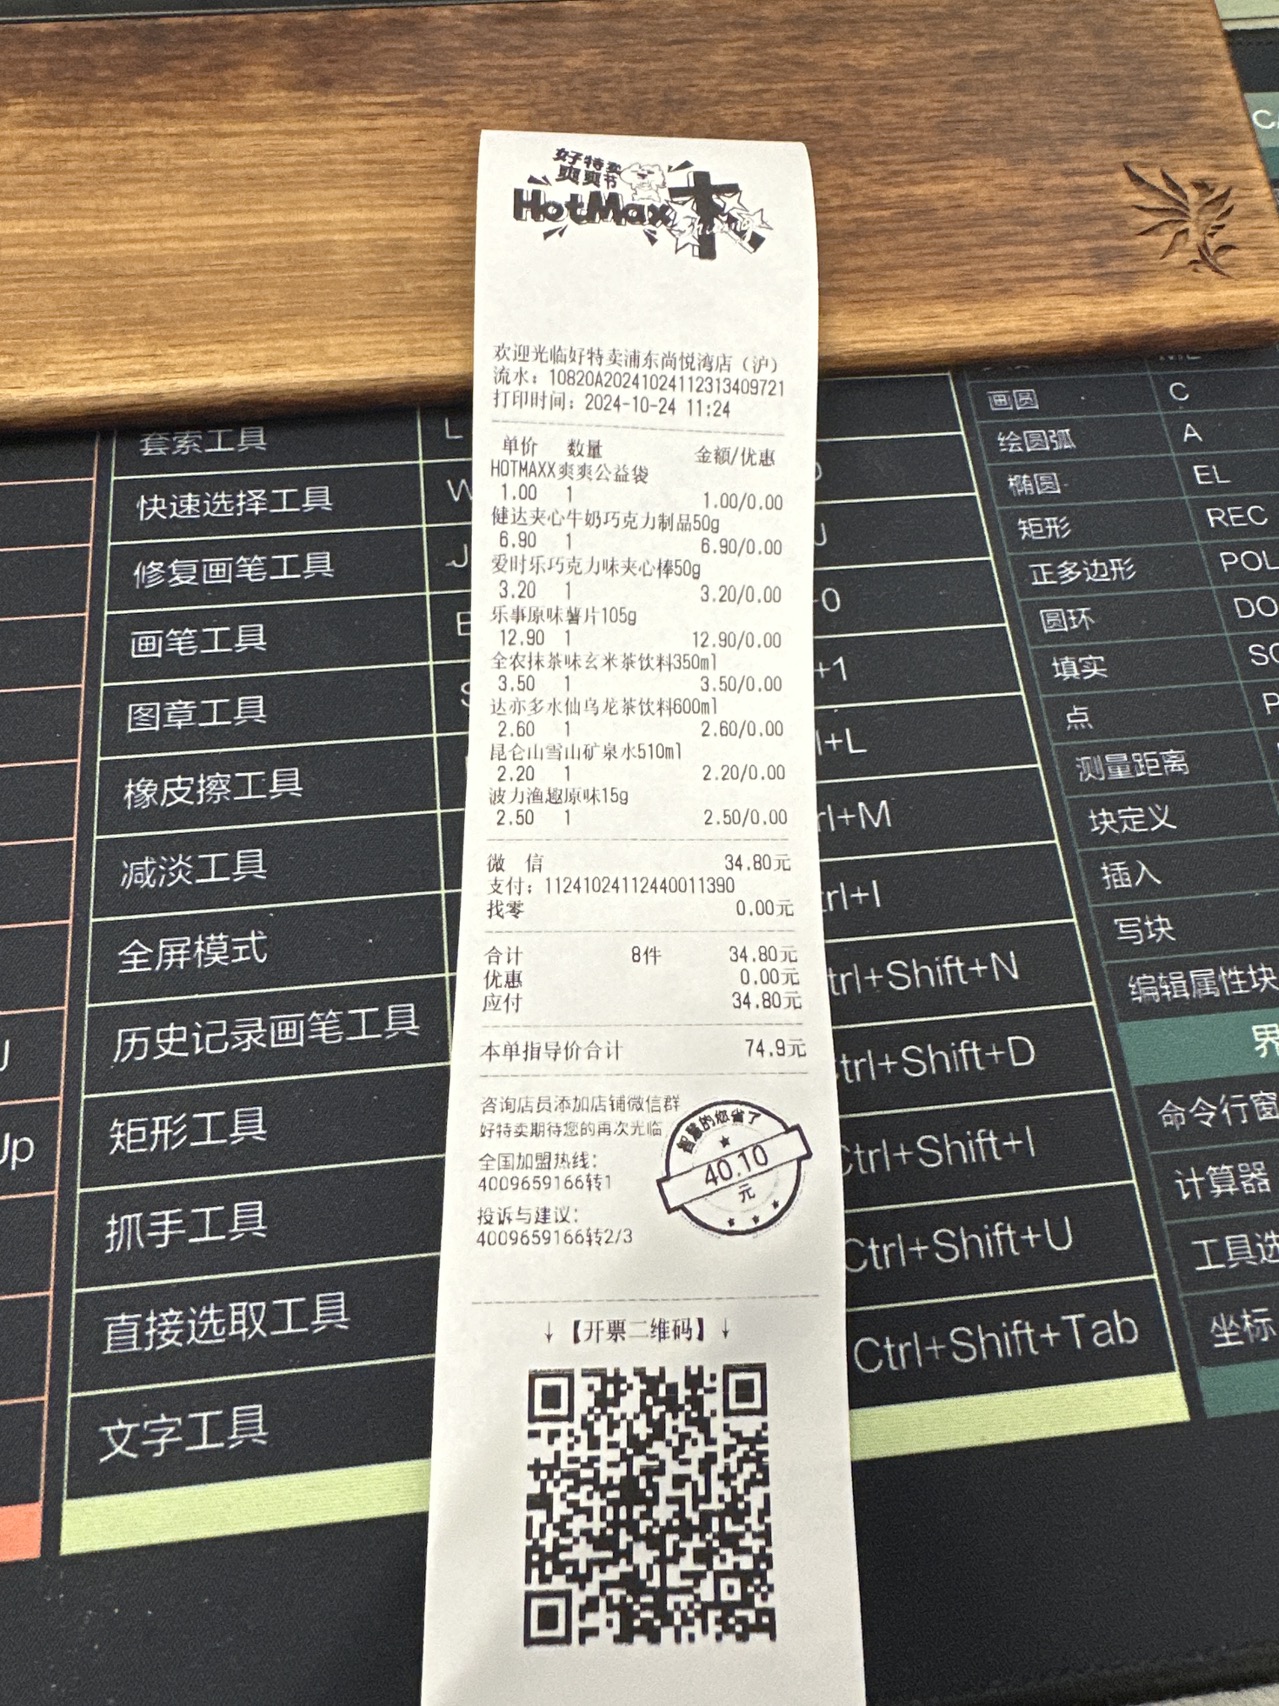 好特卖
爽爽节
HotMaxx
欢迎光临好特卖浦东尚悦湾店（沪）
流水：10820A20241024112313409721
打印时间：2024-10-24 11:24
单价 数量 金额/优惠
HOTMAXX爽爽公益袋
1.00 1 1.00/0.00
健达夹心牛奶巧克力制品50g
6.90 1 6.90/0.00
爱时乐巧克力味夹心棒50g
3.20 1 3.20/0.00
乐事原味薯片105g
12.90 1 12.90/0.00
全农抹茶味玄米茶饮料350ml
3.50 1 3.50/0.00
达亦多水仙乌龙茶饮料600ml
2.60 1 2.60/0.00
昆仑山雪山矿泉水510ml
2.20 1 2.20/0.00
波力渔趣原味15g
2.50 1 2.50/0.00
微 信 34.80元
支付：11241024112440011390
找零 0.00元
合计 8件 34.80元
优惠 0.00元
应付 34.80元
本单指导价合计 74.9元
咨询店员添加店铺微信群
好特卖期待您的再次光临
全国加盟热线：
4009659166转1
投诉与建议：
4009659166转2/3
智慧的您省了
40.10
元
↓【开票二维码】↓
套索工具 L
快速选择工具 W
修复画笔工具 J
画笔工具
图章工具
橡皮擦工具
减淡工具
全屏模式
历史记录画笔工具
矩形工具
抓手工具
直接选取工具
文字工具
+1
+L
rl+M
rl+I
trl+Shift+N
trl+Shift+D
Ctrl+Shift+I
Ctrl+Shift+U
Ctrl+Shift+Tab
画圆 C
绘圆弧 A
椭圆 EL
矩形 REC
正多边形 POL
圆环 DO
填实 SO
点 P
测量距离
块定义
插入
写块
编辑属性块
界
命令行窗
计算器
工具选
坐标